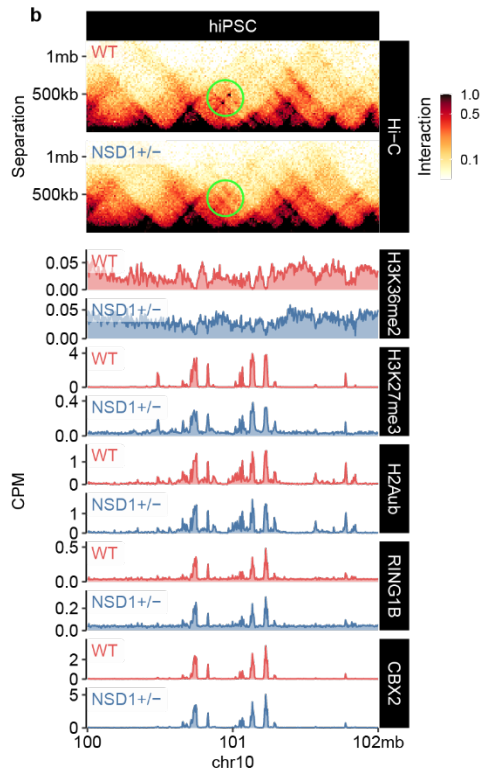 b
hiPSC
WT
1mb
500kb
NSD1+/−
1mb
500kb
Separation
Hi−C
Interaction
1.0
0.5
0.1
WT
0.05
0.00
NSD1+/−
0.05
0.00
H3K36me2
WT
4
2
0
NSD1+/−
0.4
0.0
H3K27me3
WT
1
0
NSD1+/−
1
0
H2Aub
WT
0.5
0.0
NSD1+/−
0.2
0.0
RING1B
WT
2
0
NSD1+/−
5
0
CBX2
CPM
100
101
102mb
chr10